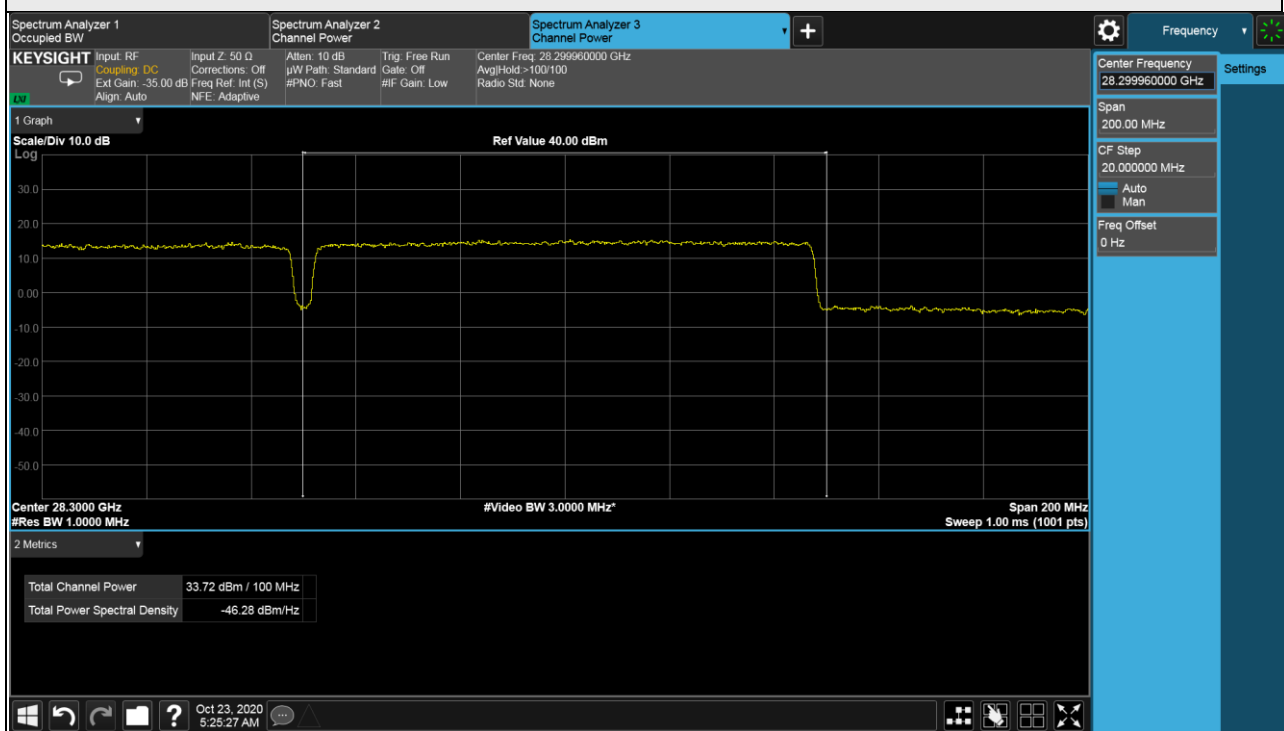 Spectrum Analyzer 1
Occupied BW
Spectrum Analyzer 2
Channel Power
Spectrum Analyzer 3
Channel Power
Frequency
KEYSIGHT
Input: RF
Coupling: DC
Ext Gain: -35.00 dB
Align: Auto
Input Z: 50 Ω
Corrections: Off
Freq Ref: Int (S)
NFE: Adaptive
Atten: 10 dB
µW Path: Standard
#PNO: Fast
Trig: Free Run
Gate: Off
#IF Gain: Low
Center Freq: 28.299960000 GHz
Avg|Hold:>100/100
Radio Std: None
LXI
1 Graph
Scale/Div 10.0 dB
Ref Value 40.00 dBm
Log
30.0
20.0
10.0
0.00
-10.0
-20.0
-30.0
-40.0
-50.0
Center 28.3000 GHz
#Video BW 3.0000 MHz*
Span 200 MHz
#Res BW 1.0000 MHz
Sweep 1.00 ms (1001 pts)
2 Metrics
Total Channel Power 33.72 dBm / 100 MHz
Total Power Spectral Density -46.28 dBm/Hz
Center Frequency
28.299960000 GHz
Settings
Span
200.00 MHz
CF Step
20.000000 MHz
Auto
Man
Freq Offset
0 Hz
?
Oct 23, 2020
5:25:27 AM